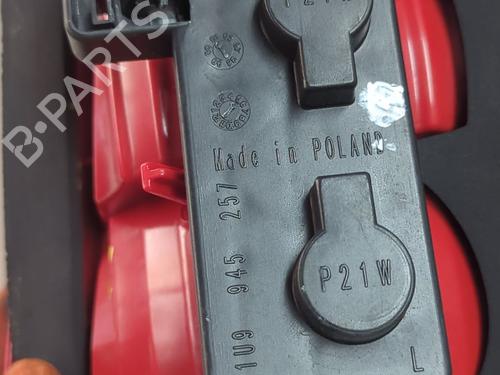 P21W
Made in POLAND
P21W
1U9 945 257
L
B-PARTS